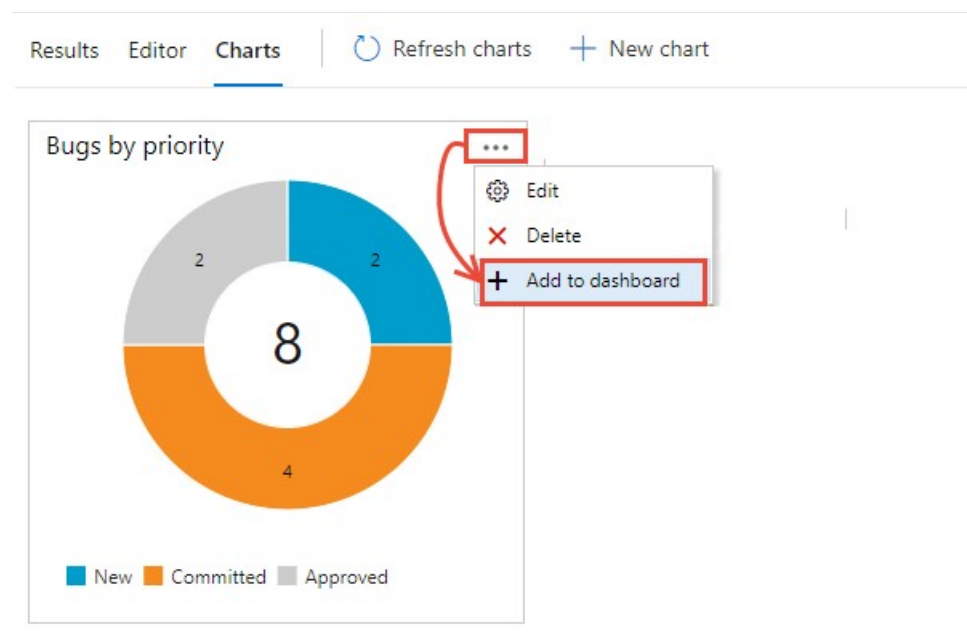 Results Editor Charts Refresh charts New chart
Bugs by priority
Edit
Delete
Add to dashboard
2 2
8
4
New Committed Approved